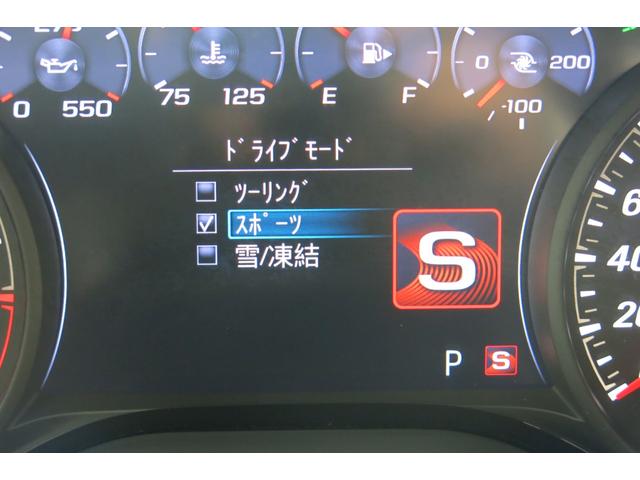 0 550
75 125
E F
0 200
-100
ドライブモード
ツーリング
スポーツ
雪/凍結
S
P S